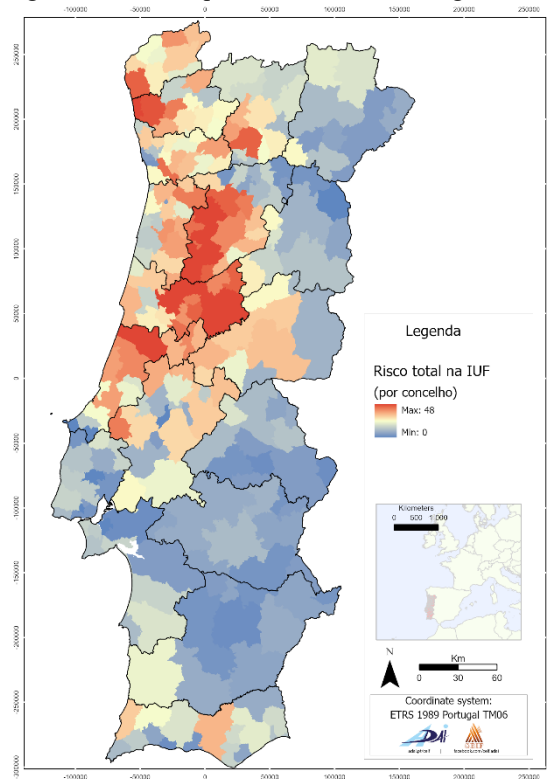 -100000 -50000 0 50000 100000 150000 200000 250000
250000
200000
150000
100000
50000
0
-50000
-100000
-150000
-200000
-250000
-300000
Legenda
Risco total na IUF
(por concelho)
Max: 48
Min: 0
Kilometers
0 500 1 000
N
Km
0 30 60
Coordinate system:
ETRS 1989 Portugal TM06
-100000 -50000 0 50000 100000 150000 200000 250000